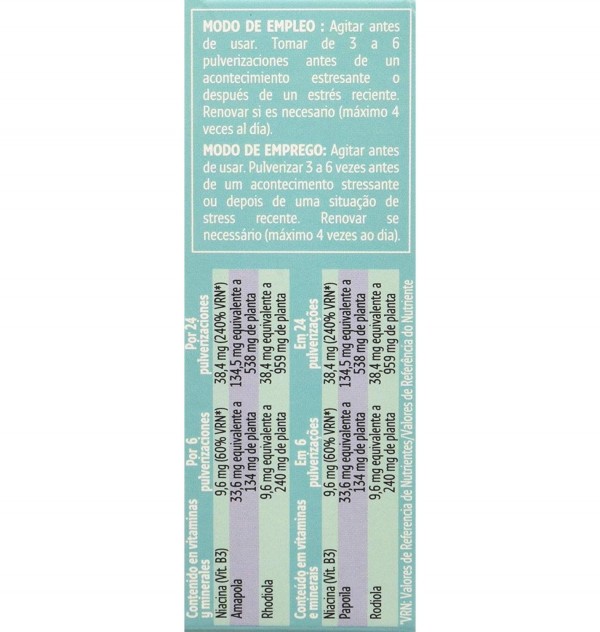 MODO DE EMPLEO : Agitar antes
de usar. Tomar de 3 a 6
pulverizaciones antes de un
acontecimiento estresante o
después de un estrés reciente.
Renovar si es necesario (máximo 4
veces al día).
MODO DE EMPREGO: Agitar antes
de usar. Pulverizar 3 a 6 vezes antes
de um acontecimento stressante
ou depois de uma situação de
stress recente. Renovar se
necessário (máximo 4 vezes ao dia).
Contenido en vitaminas
y minerales
Por 6
pulverizaciones
Por 24
pulverizaciones
Niacina (Vit. B3)
9,6 mg (60% VRN*)
38,4 mg (240% VRN*)
Amapola
33,6 mg equivalente a
134 mg de planta
134,5 mg equivalente a
538 mg de planta
Rhodiola
9,6 mg equivalente a
240 mg de planta
38,4 mg equivalente a
959 mg de planta
Conteúdo em vitaminas
e minerais
Em 6
pulverizações
Em 24
pulverizações
Niacina (Vit. B3)
9,6 mg (60% VRN*)
38,4 mg (240% VRN*)
Papoila
33,6 mg equivalente a
134 mg de planta
134,5 mg equivalente a
538 mg de planta
Rodiola
9,6 mg equivalente a
240 mg de planta
38,4 mg equivalente a
959 mg de planta
*VRN: Valores de Referencia de Nutrientes/Valores de Referência do Nutriente